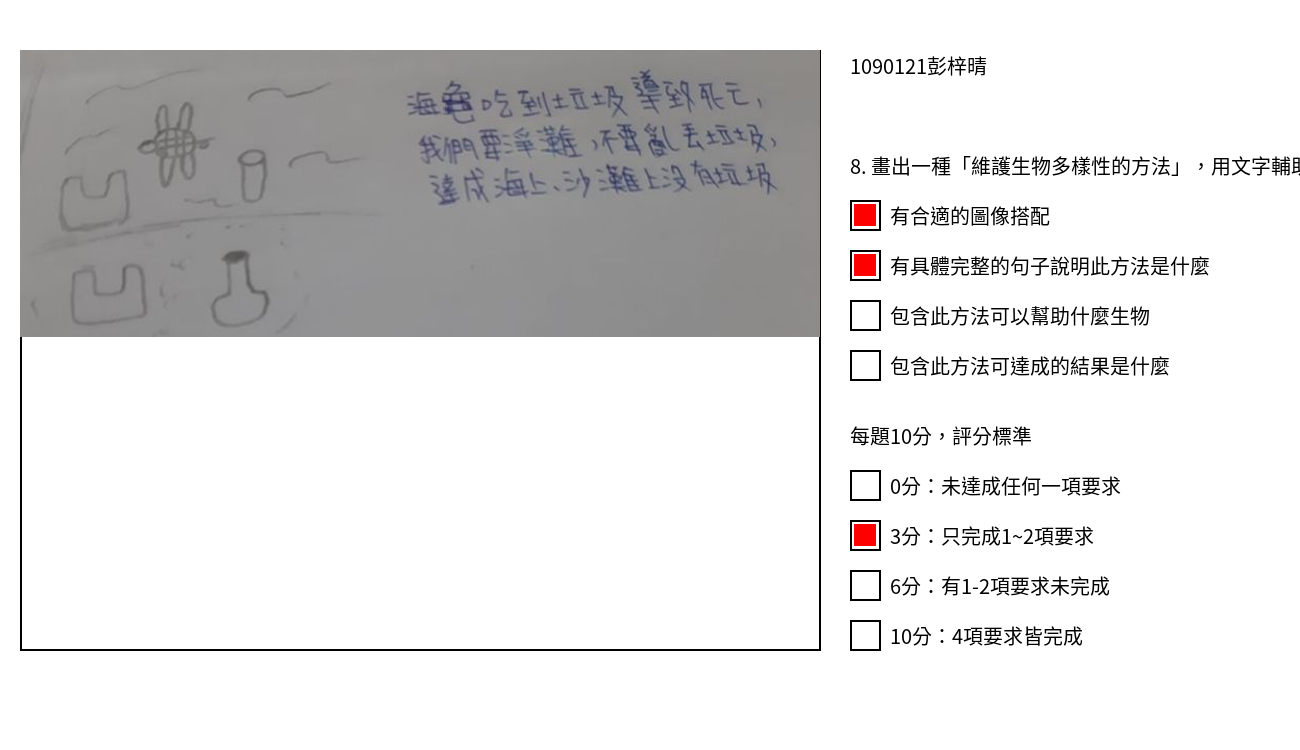 海龜吃到垃圾導致死亡,
我們要淨灘,不要亂丟垃圾,
達成海上、沙灘上沒有垃圾
1090121彭梓晴
8. 畫出一種「維護生物多樣性的方法」，用文字輔助
有合適的圖像搭配
有具體完整的句子說明此方法是什麼
包含此方法可以幫助什麼生物
包含此方法可達成的結果是什麼
每題10分，評分標準
0分：未達成任何一項要求
3分：只完成1~2項要求
6分：有1-2項要求未完成
10分：4項要求皆完成